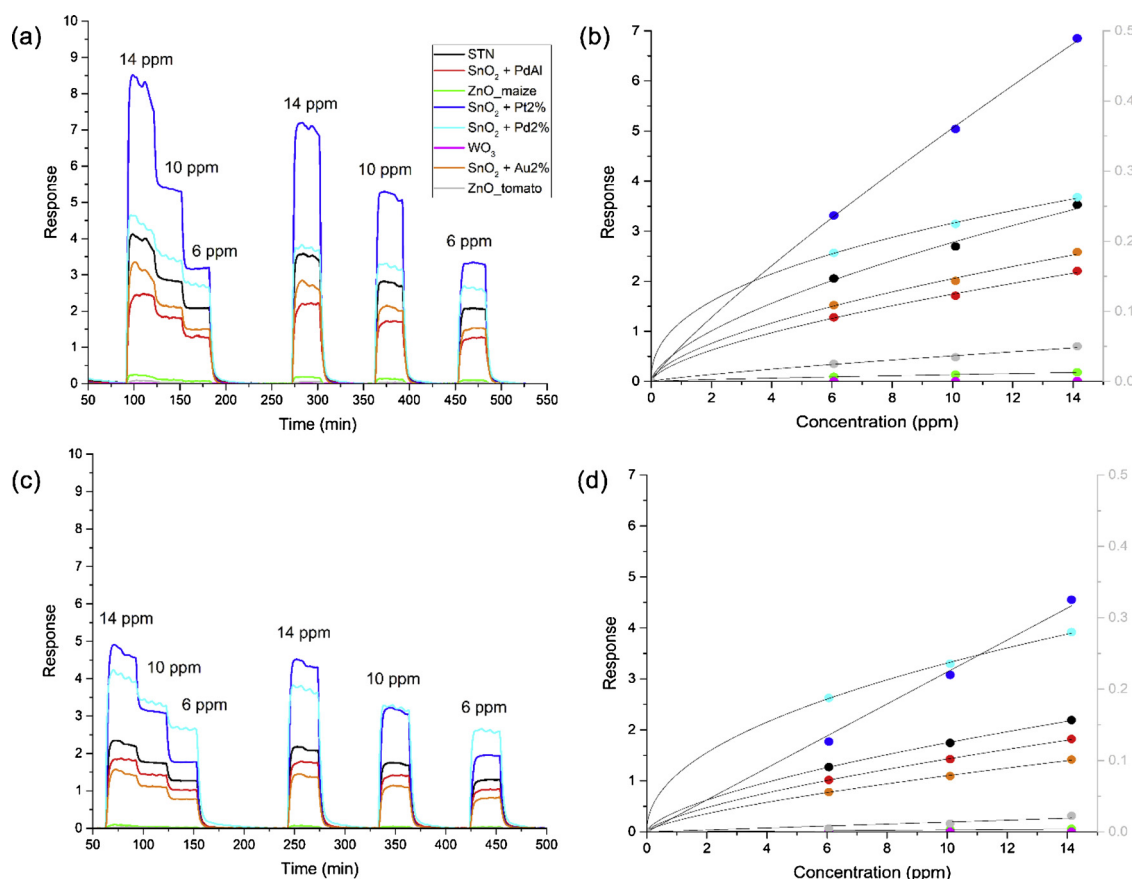 (a)
10
9
8
7
6
5
4
3
2
1
0
Response
14 ppm
10 ppm
6 ppm
14 ppm
10 ppm
6 ppm
STN
SnO₂ + PdAl
ZnO_maize
SnO₂ + Pt2%
SnO₂ + Pd2%
WO₃
SnO₂ + Au2%
ZnO_tomato
50 100 150 200 250 300 350 400 450 500 550
Time (min)
(b)
7
6
5
4
3
2
1
0
Response
0.5
0.4
0.3
0.2
0.1
0.0
0 2 4 6 8 10 12 14
Concentration (ppm)
(c)
10
9
8
7
6
5
4
3
2
1
0
Response
14 ppm
10 ppm
6 ppm
14 ppm
10 ppm
6 ppm
50 100 150 200 250 300 350 400 450 500 550
Time (min)
(d)
7
6
5
4
3
2
1
0
Response
0.5
0.4
0.3
0.2
0.1
0.0
0 2 4 6 8 10 12 14
Concentration (ppm)